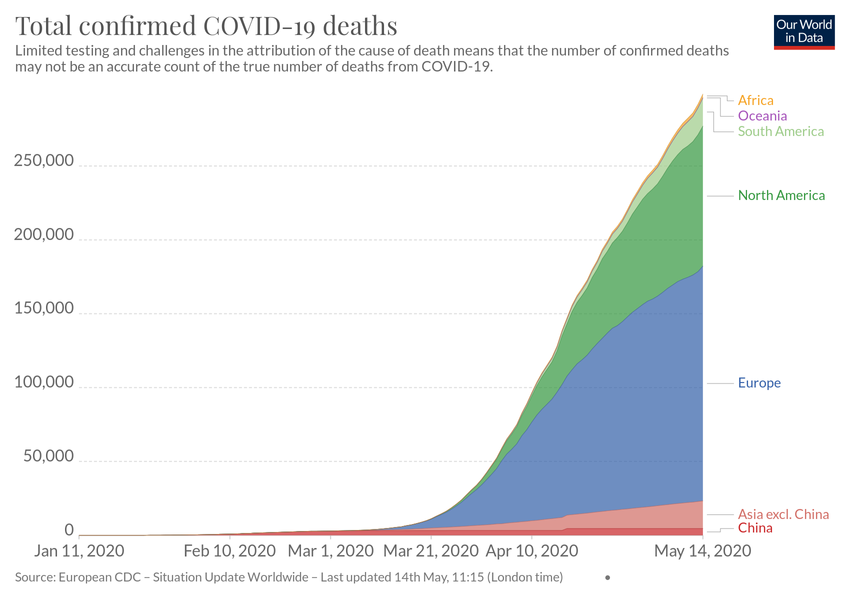 Total confirmed COVID-19 deaths
Our World
in Data
Limited testing and challenges in the attribution of the cause of death means that the number of confirmed deaths
may not be an accurate count of the true number of deaths from COVID-19.
Africa
Oceania
South America
250,000
North America
200,000
150,000
100,000
Europe
50,000
Asia excl. China
China
0
Jan 11, 2020 Feb 10, 2020 Mar 1, 2020 Mar 21, 2020 Apr 10, 2020 May 14, 2020
Source: European CDC – Situation Update Worldwide – Last updated 14th May, 11:15 (London time)